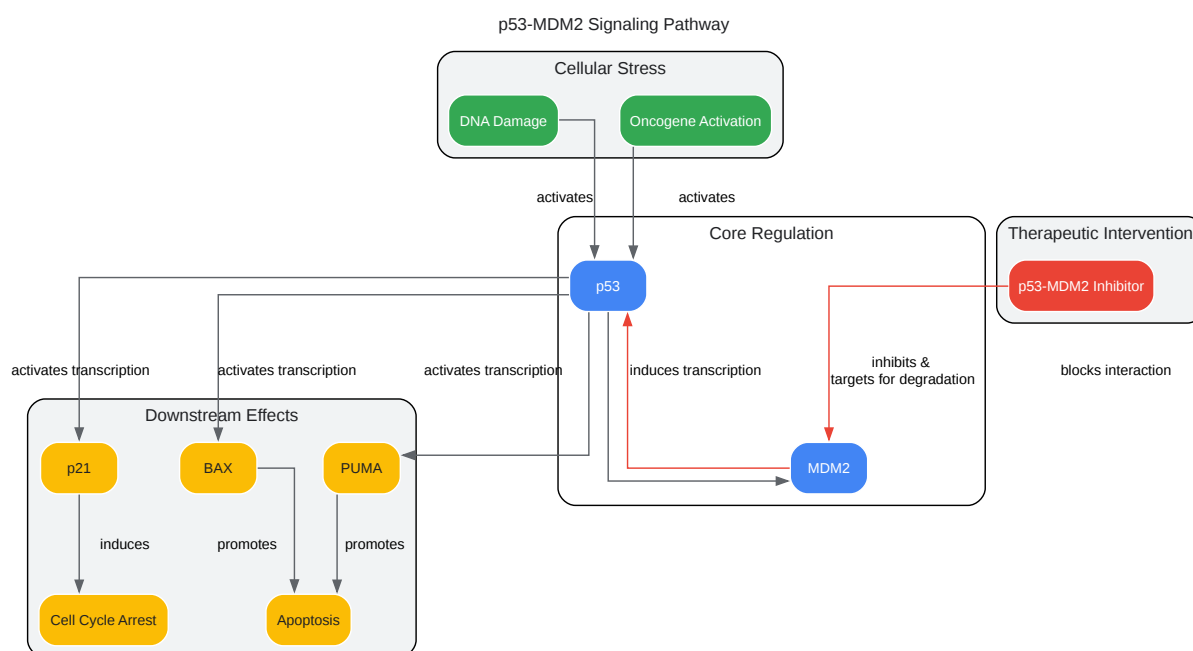 p53-MDM2 Signaling Pathway
Cellular Stress
DNA Damage
Oncogene Activation
activates
activates
Core Regulation
Therapeutic Intervention
p53
p53-MDM2 Inhibitor
activates transcription
activates transcription
activates transcription
induces transcription
inhibits &
targets for degradation
blocks interaction
Downstream Effects
p21
BAX
PUMA
MDM2
induces
promotes
promotes
Cell Cycle Arrest
Apoptosis